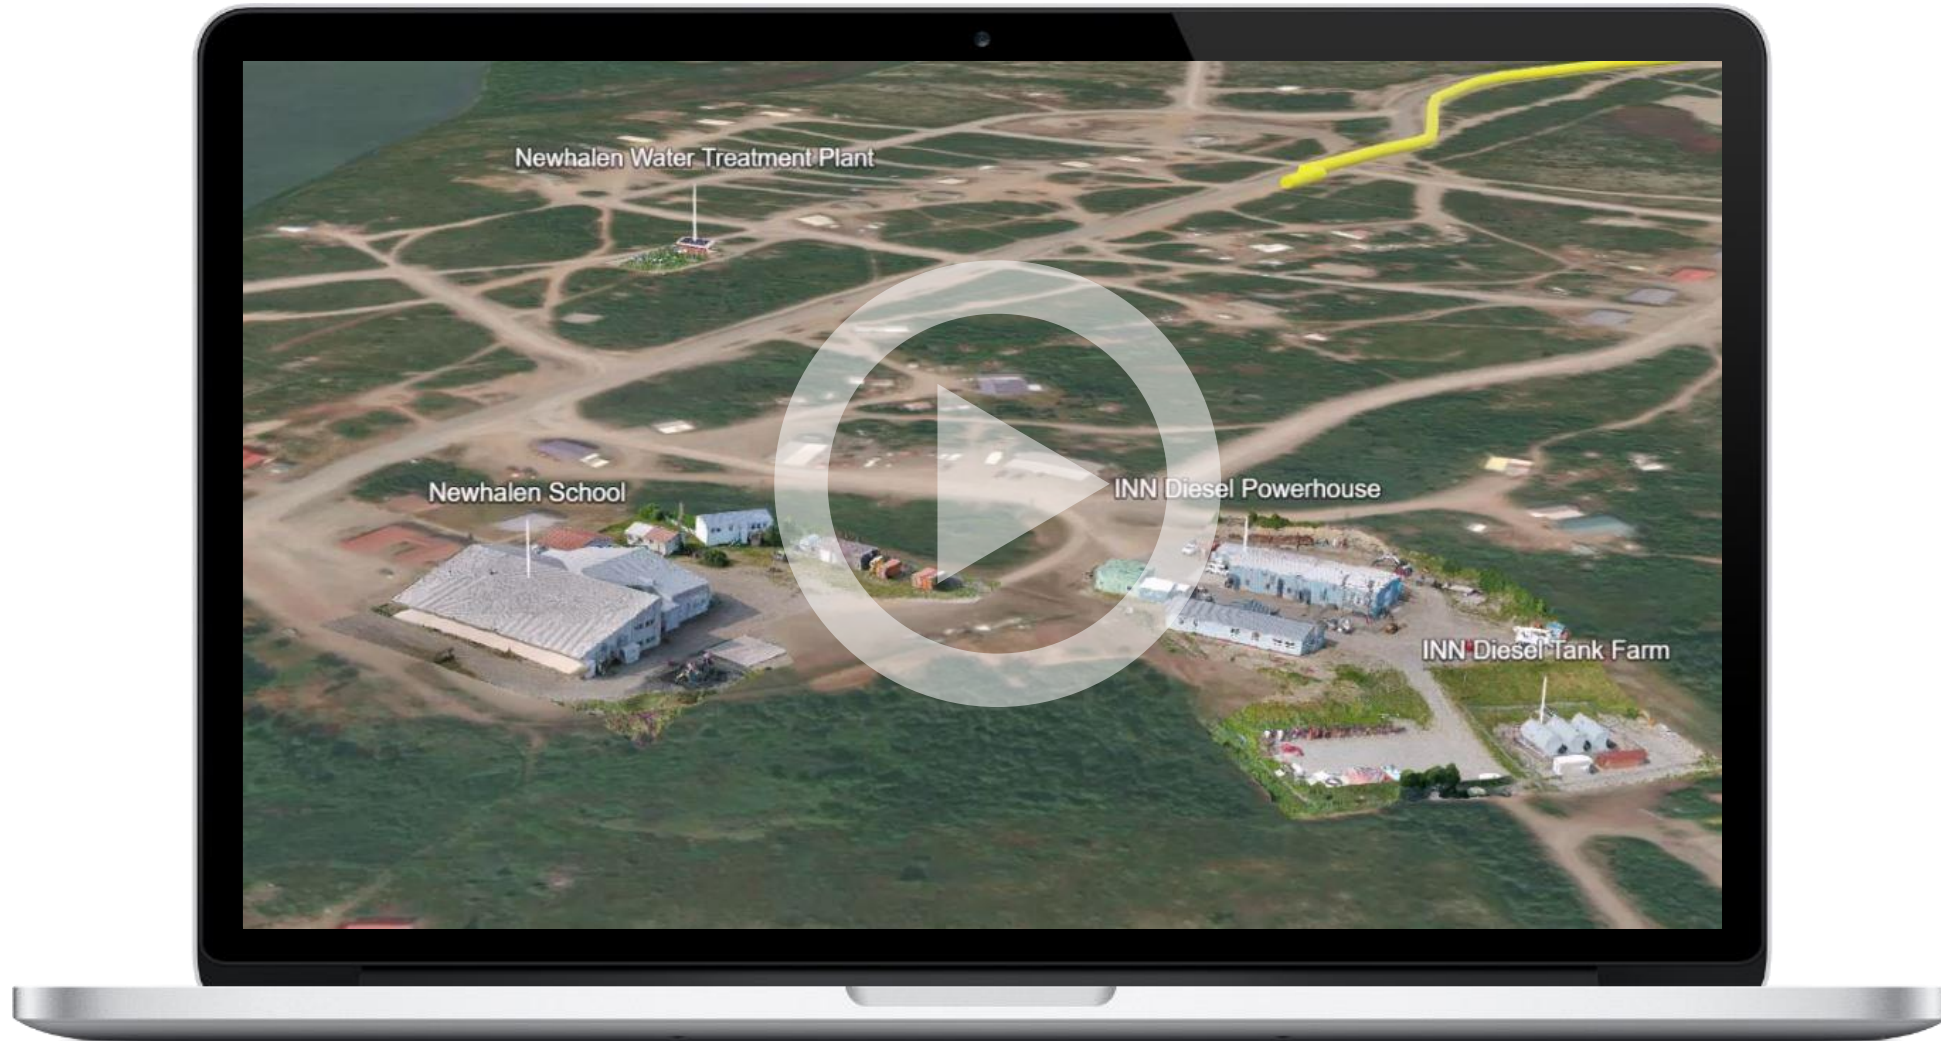 Newhalen Water Treatment Plant
Newhalen School
INN Diesel Powerhouse
INN Diesel Tank Farm